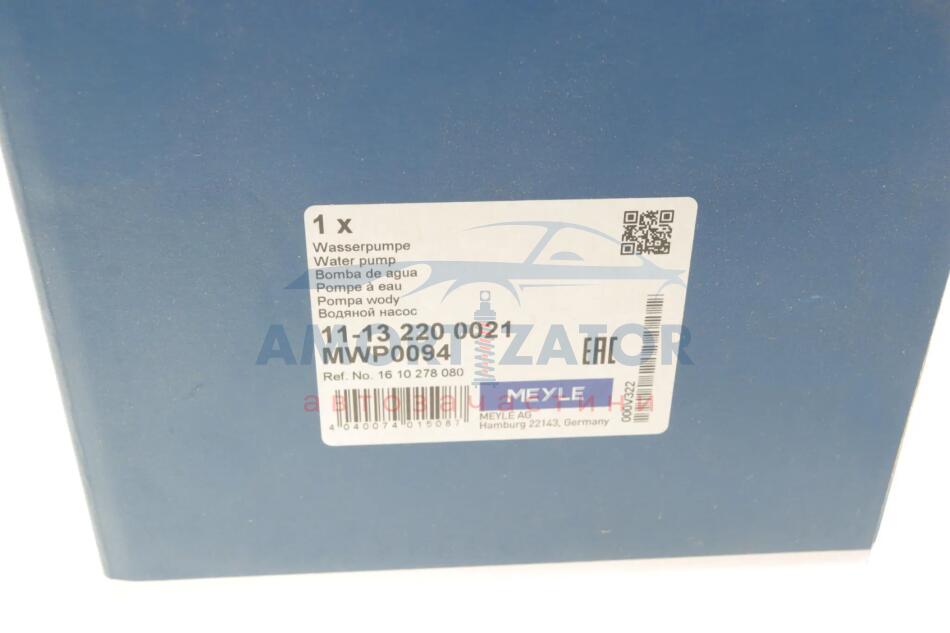 1 x
Wasserpumpe
Water pump
Bomba de agua
Pompe à eau
Pompa wody
Водяной насос
11-13 220 0021
MWP0094
Ref. No. 16 10 278 080
EAC
MEYLE
MEYLE AG
Hamburg 22143, Germany
4 040074 015087
000V322
AMORTIZATOR
автозапчастини